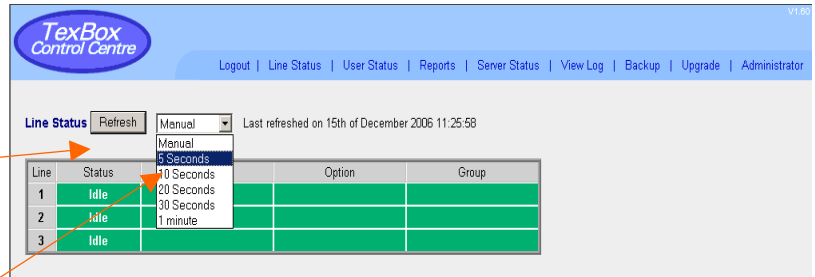 V1.60
TexBox
Control Centre
Logout | Line Status | User Status | Reports | Server Status | View Log | Backup | Upgrade | Administrator
Line Status Refresh Manual Last refreshed on 15th of December 2006 11:25:58
Manual
5 Seconds
10 Seconds
20 Seconds
30 Seconds
1 minute
Line Status Option Group
1 Idle
2 Idle
3 Idle